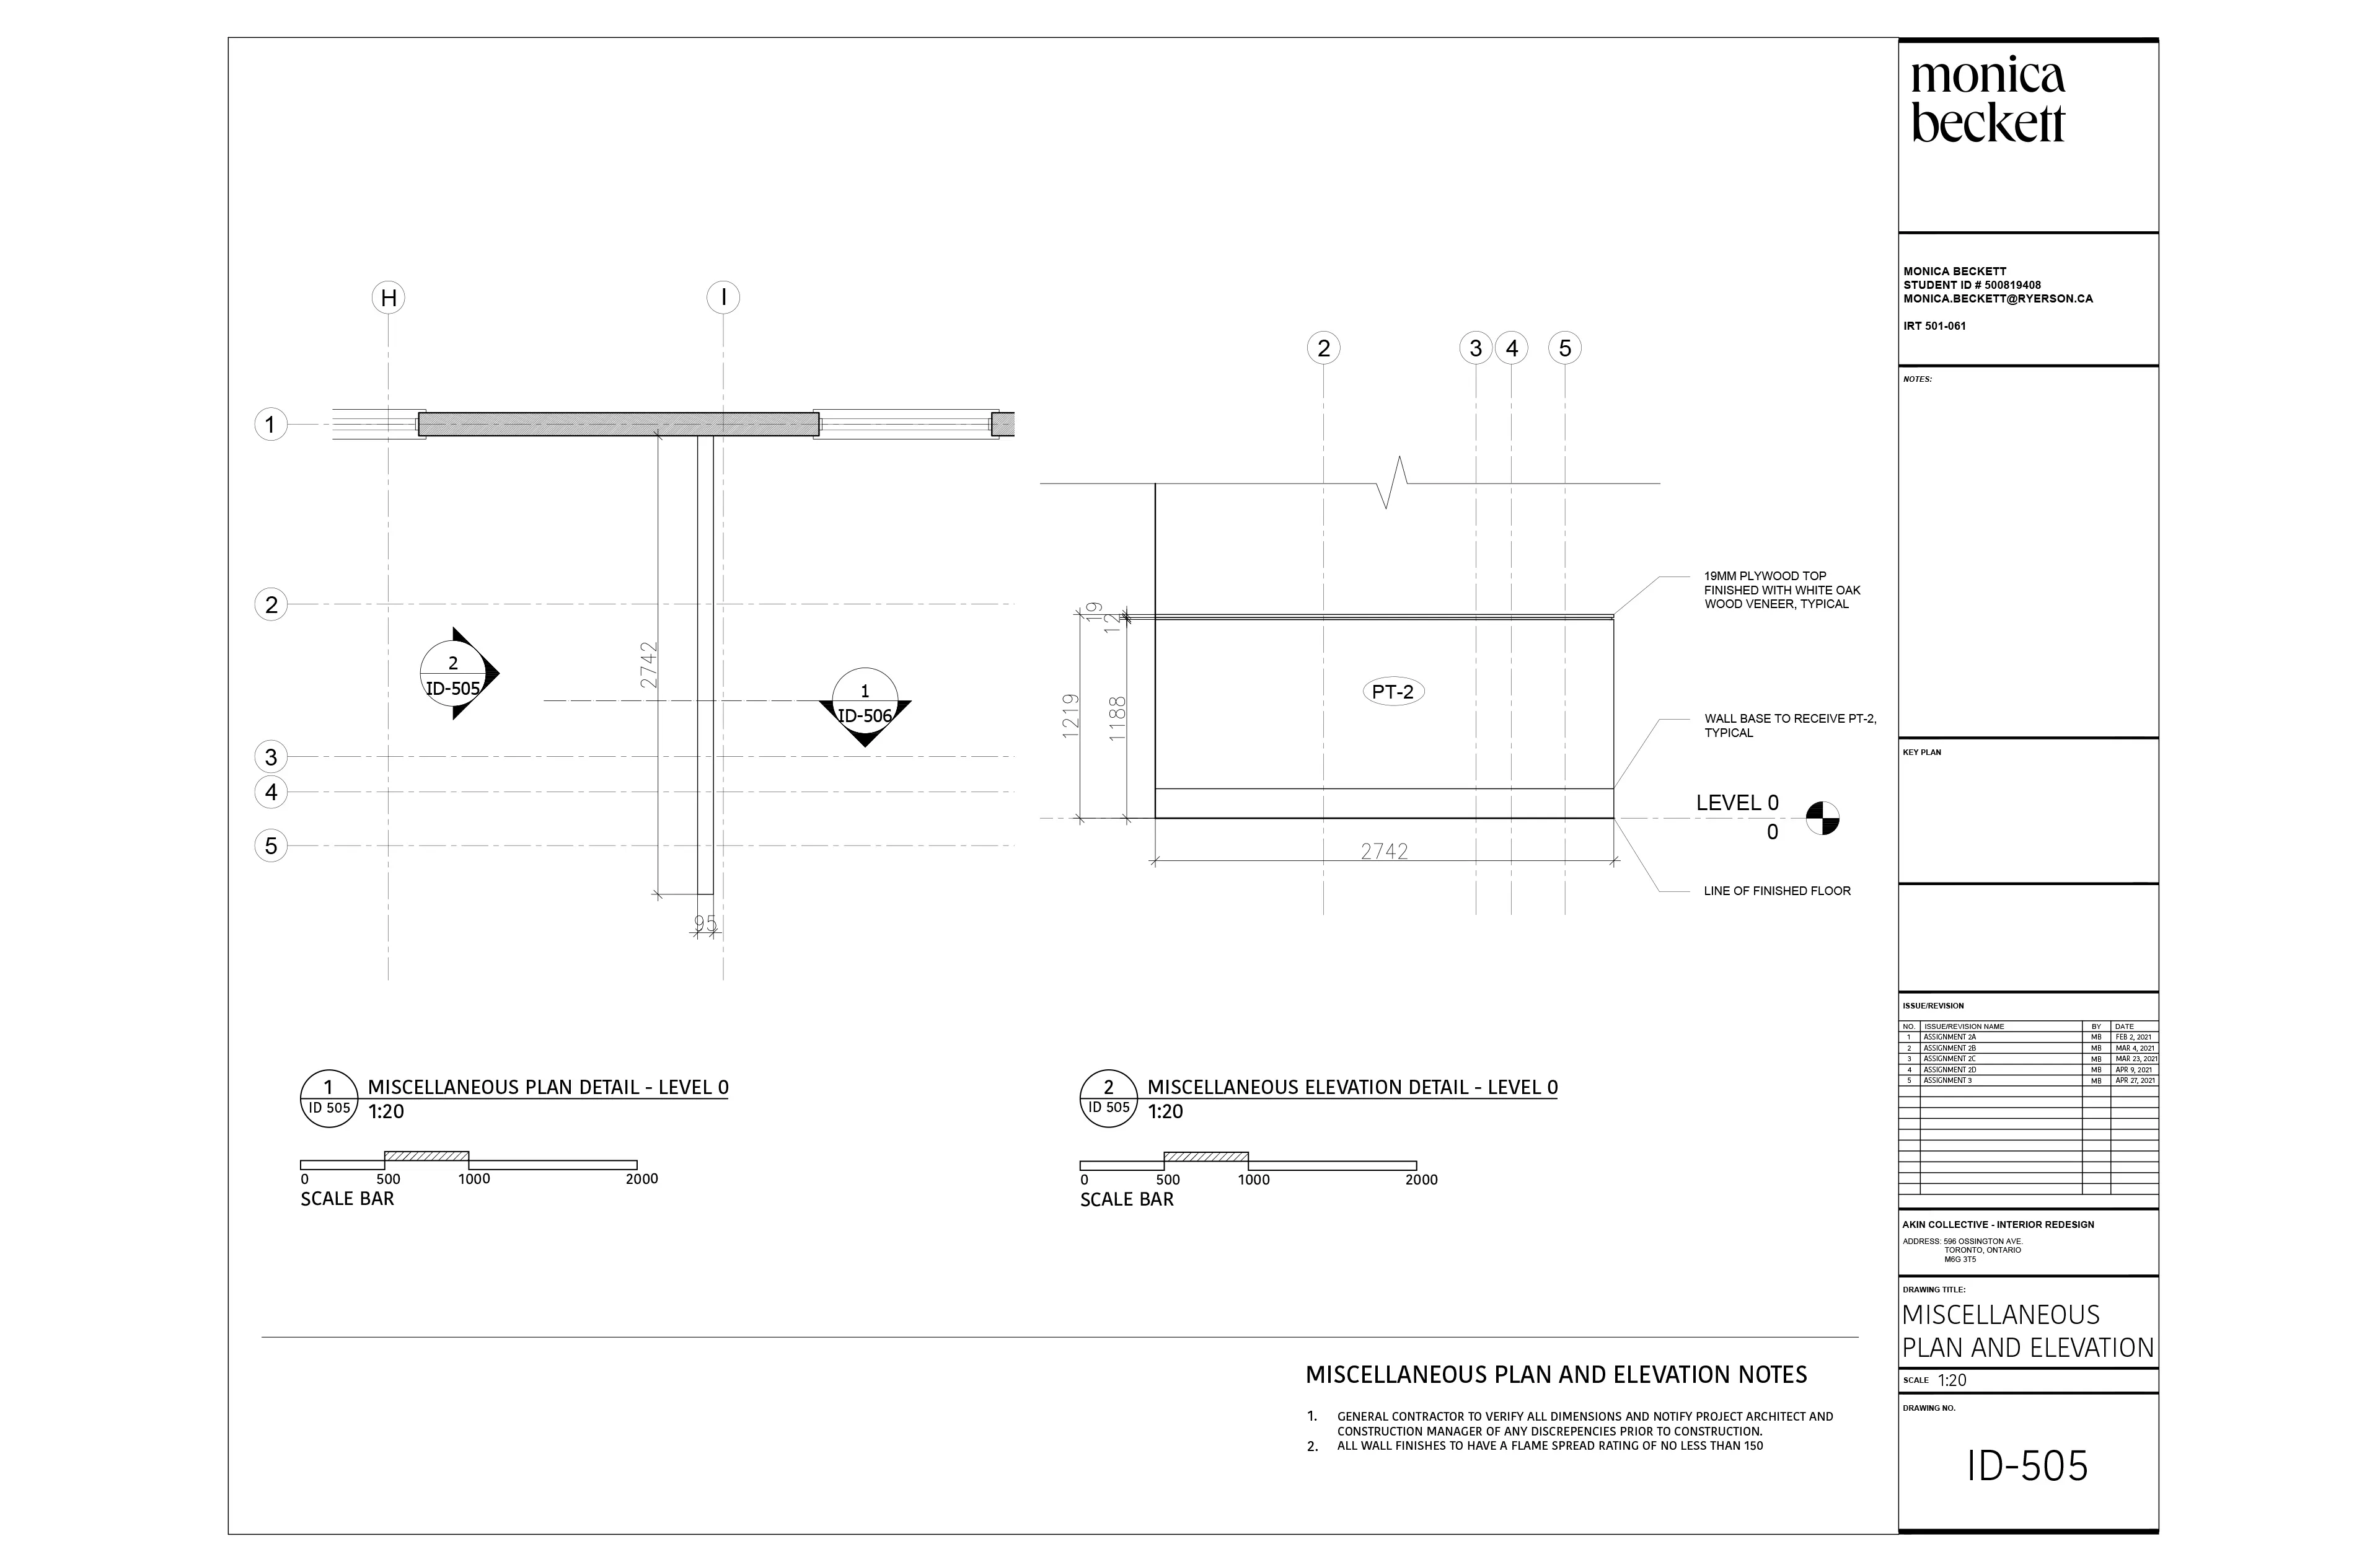 monica
beckett
MONICA BECKETT
STUDENT ID # 500819408
MONICA.BECKETT@RYERSON.CA
IRT 501-061
NOTES:
KEY PLAN
ISSUE/REVISION
NO. ISSUE/REVISION NAME BY DATE
1 ASSIGNMENT 2A MB FEB 2, 2021
2 ASSIGNMENT 2B MB MAR 4, 2021
3 ASSIGNMENT 2C MB MAR 23, 2021
4 ASSIGNMENT 2D MB APR 9, 2021
5 ASSIGNMENT 3 MB APR 27, 2021
AKIN COLLECTIVE - INTERIOR REDESIGN
ADDRESS: 596 OSSINGTON AVE.
TORONTO, ONTARIO
M6G 3T5
DRAWING TITLE:
MISCELLANEOUS
PLAN AND ELEVATION
SCALE 1:20
DRAWING NO.
ID-505
H I
1
2
3
4
5
2742
95
2
ID-505
1
ID-506
1
ID 505
MISCELLANEOUS PLAN DETAIL - LEVEL 0
1:20
0 500 1000 2000
SCALE BAR
2 3 4 5
19
12
1219
1188
PT-2
2742
19MM PLYWOOD TOP
FINISHED WITH WHITE OAK
WOOD VENEER, TYPICAL
WALL BASE TO RECEIVE PT-2,
TYPICAL
LEVEL 0
0
LINE OF FINISHED FLOOR
2
ID 505
MISCELLANEOUS ELEVATION DETAIL - LEVEL 0
1:20
0 500 1000 2000
SCALE BAR
MISCELLANEOUS PLAN AND ELEVATION NOTES
1. GENERAL CONTRACTOR TO VERIFY ALL DIMENSIONS AND NOTIFY PROJECT ARCHITECT AND
CONSTRUCTION MANAGER OF ANY DISCREPENCIES PRIOR TO CONSTRUCTION.
2. ALL WALL FINISHES TO HAVE A FLAME SPREAD RATING OF NO LESS THAN 150